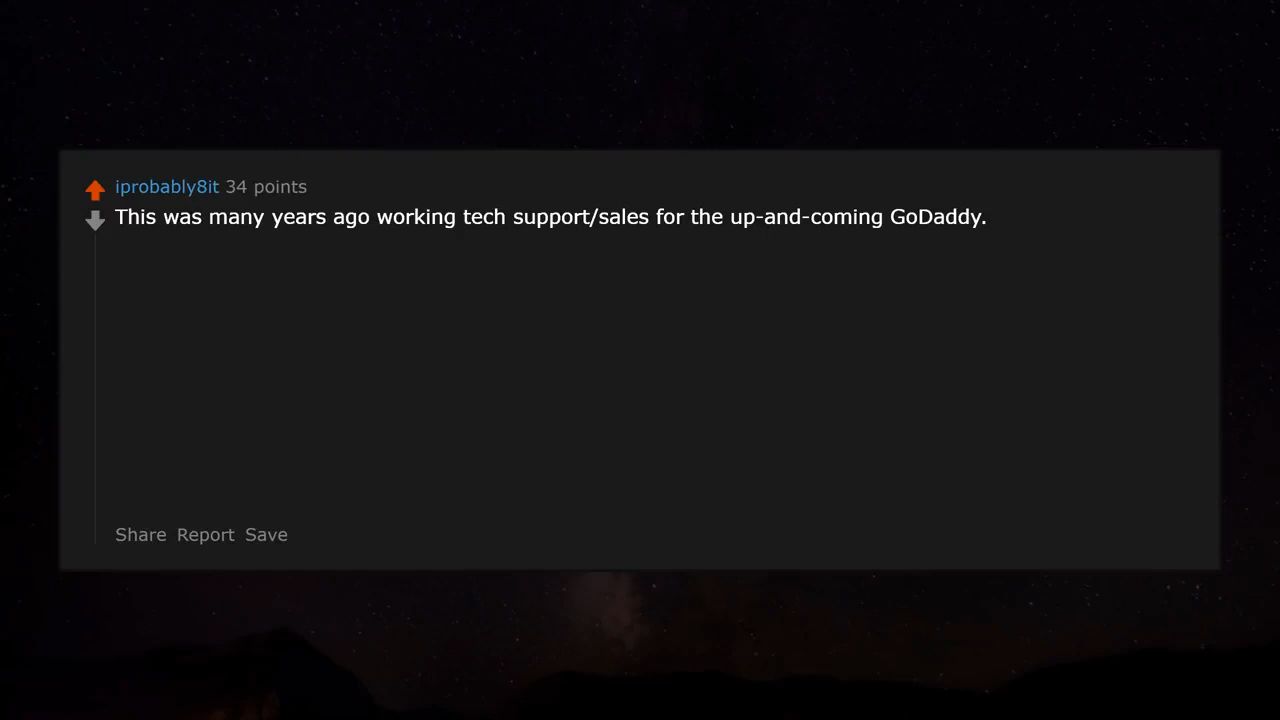 iprobably8it 34 points
This was many years ago working tech support/sales for the up-and-coming GoDaddy.
Share Report Save